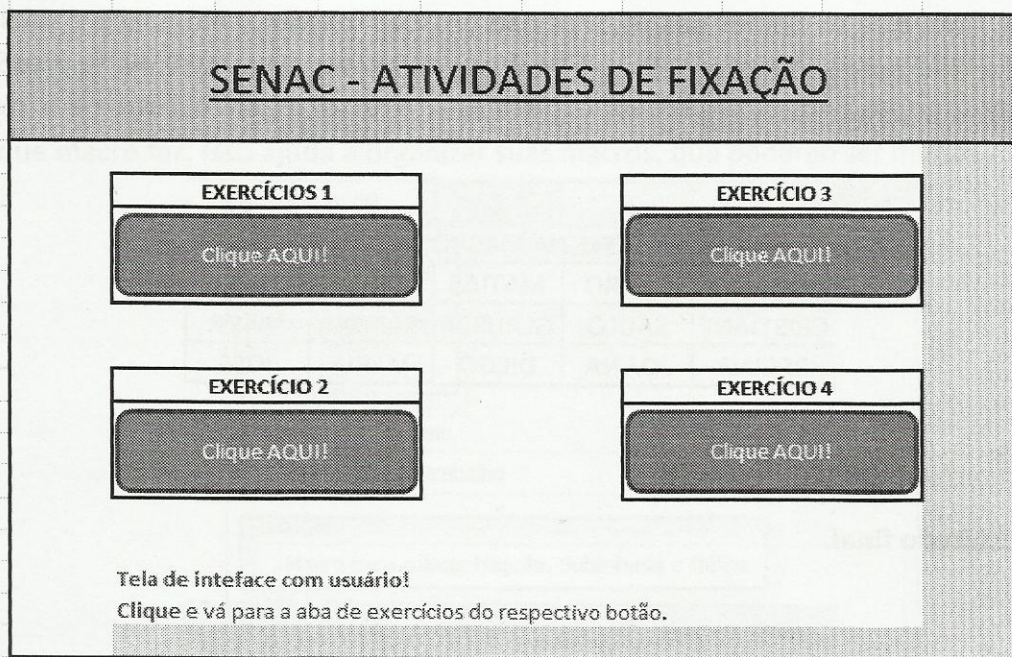 SENAC - ATIVIDADES DE FIXAÇÃO
EXERCÍCIOS 1
Clique AQUI!
EXERCÍCIO 3
Clique AQUI!
EXERCÍCIO 2
Clique AQUI!
EXERCÍCIO 4
Clique AQUI!
Tela de inteface com usuário!
Clique e vá para a aba de exercícios do respectivo botão.